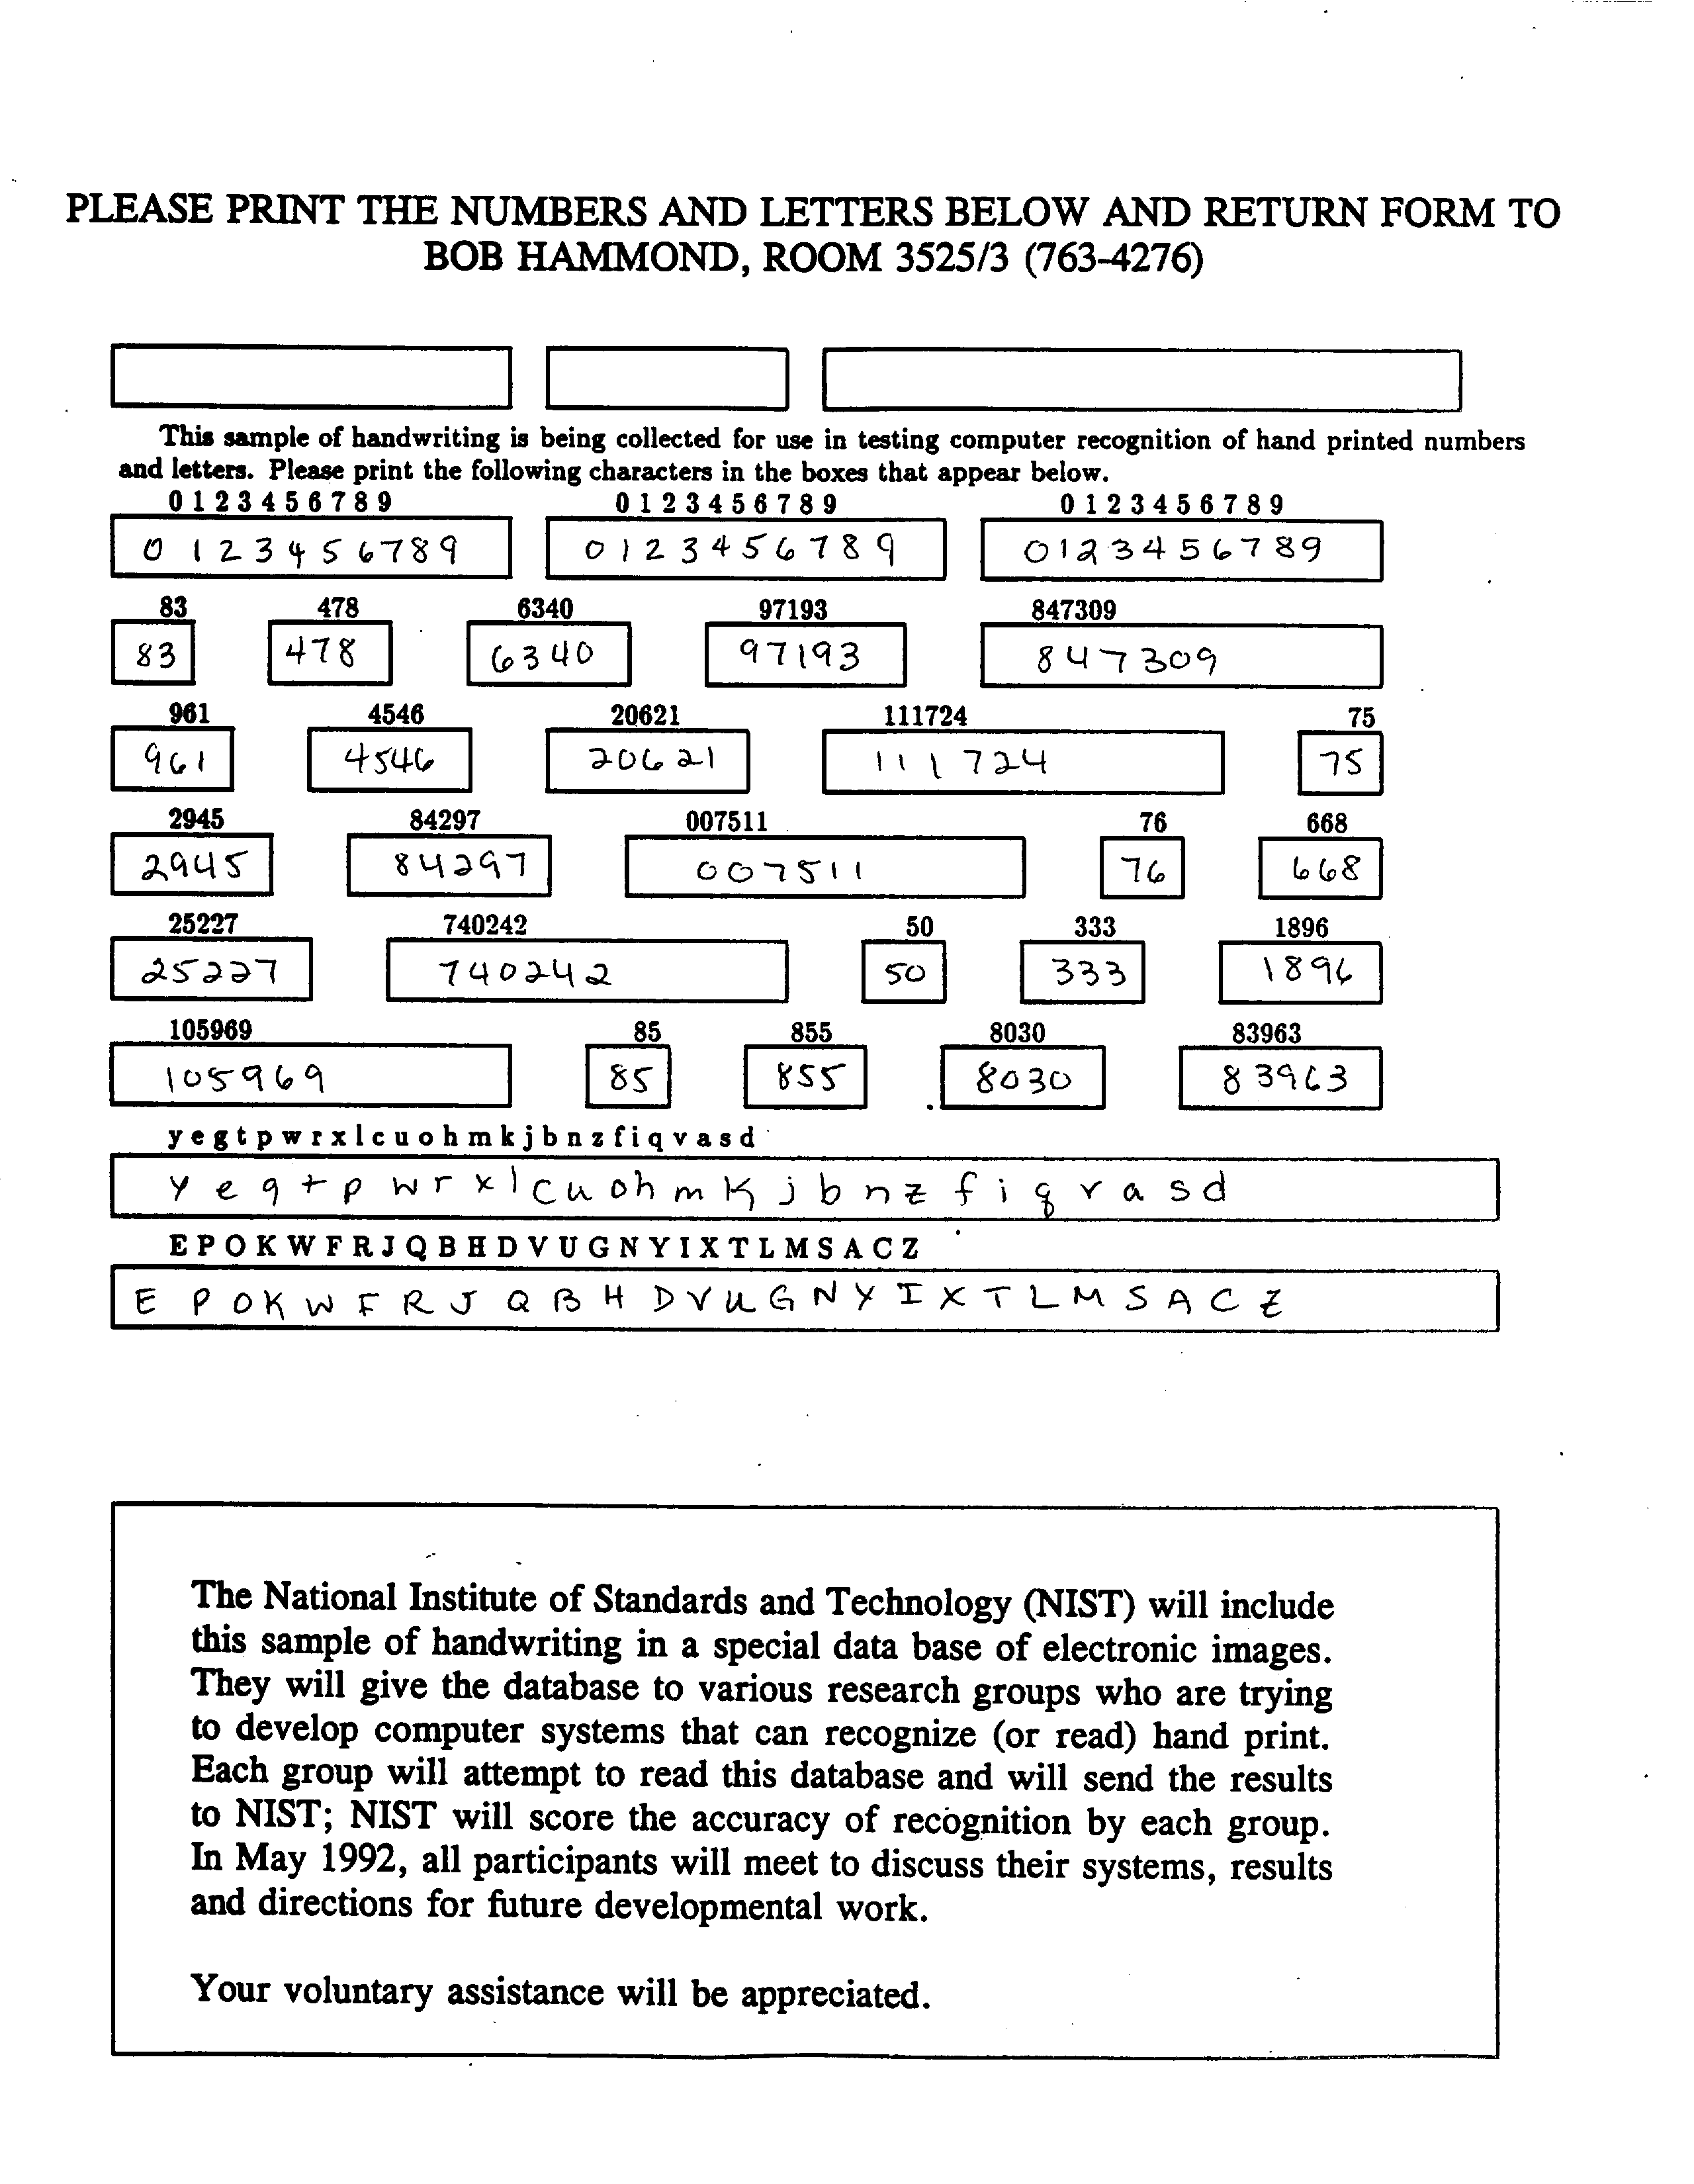 PLEASE PRINT THE NUMBERS AND LETTERS BELOW AND RETURN FORM TO
BOB HAMMOND, ROOM 3525/3 (763-4276)
This sample of handwriting is being collected for use in testing computer recognition of hand printed numbers
and letters. Please print the following characters in the boxes that appear below.
0 1 2 3 4 5 6 7 8 9 0 1 2 3 4 5 6 7 8 9 0 1 2 3 4 5 6 7 8 9
0 1 2 3 4 5 6 7 8 9 0 1 2 3 4 5 6 7 8 9 0 1 2 3 4 5 6 7 8 9
83 478 6340 97193 847309
83 478 6340 97193 847309
961 4546 20621 111724 75
961 4546 20621 111724 75
2945 84297 007511 76 668
2945 84297 007511 76 668
25227 740242 50 333 1896
25227 740242 50 333 1896
105969 85 855 8030 83963
105969 85 855 8030 83963
y e g t p w r x l c u o h m k j b n z f i q v a s d
y e g t p w r x l c u o h m k j b n z f i q v a s d
E P O K W F R J Q B H D V U G N Y I X T L M S A C Z
E P O K W F R J Q B H D V U G N Y I X T L M S A C Z
The National Institute of Standards and Technology (NIST) will include
this sample of handwriting in a special data base of electronic images.
They will give the database to various research groups who are trying
to develop computer systems that can recognize (or read) hand print.
Each group will attempt to read this database and will send the results
to NIST; NIST will score the accuracy of recognition by each group.
In May 1992, all participants will meet to discuss their systems, results
and directions for future developmental work.
Your voluntary assistance will be appreciated.